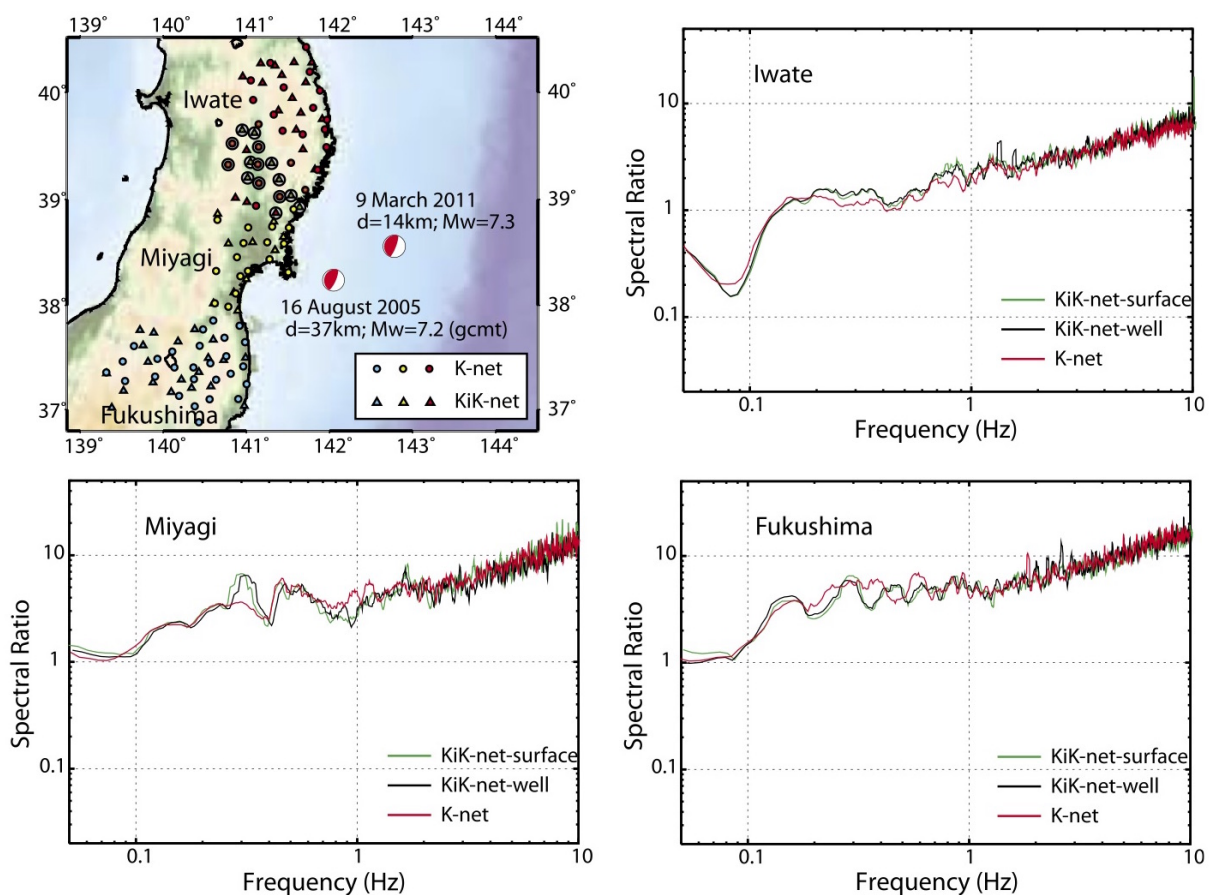 139˚ 140˚ 141˚ 142˚ 143˚ 144˚
40˚ 40˚
Iwate
39˚ 39˚
9 March 2011
d=14km; Mw=7.3
Miyagi
38˚ 38˚
16 August 2005
d=37km; Mw=7.2 (gcmt)
K-net
KiK-net
37˚ 37˚
Fukushima
139˚ 140˚ 141˚ 142˚ 143˚ 144˚
Iwate
10
1
0.1
Spectral Ratio
KiK-net-surface
KiK-net-well
K-net
0.1 1 10
Frequency (Hz)
Miyagi
10
1
0.1
Spectral Ratio
KiK-net-surface
KiK-net-well
K-net
0.1 1 10
Frequency (Hz)
Fukushima
10
1
0.1
Spectral Ratio
KiK-net-surface
KiK-net-well
K-net
0.1 1 10
Frequency (Hz)